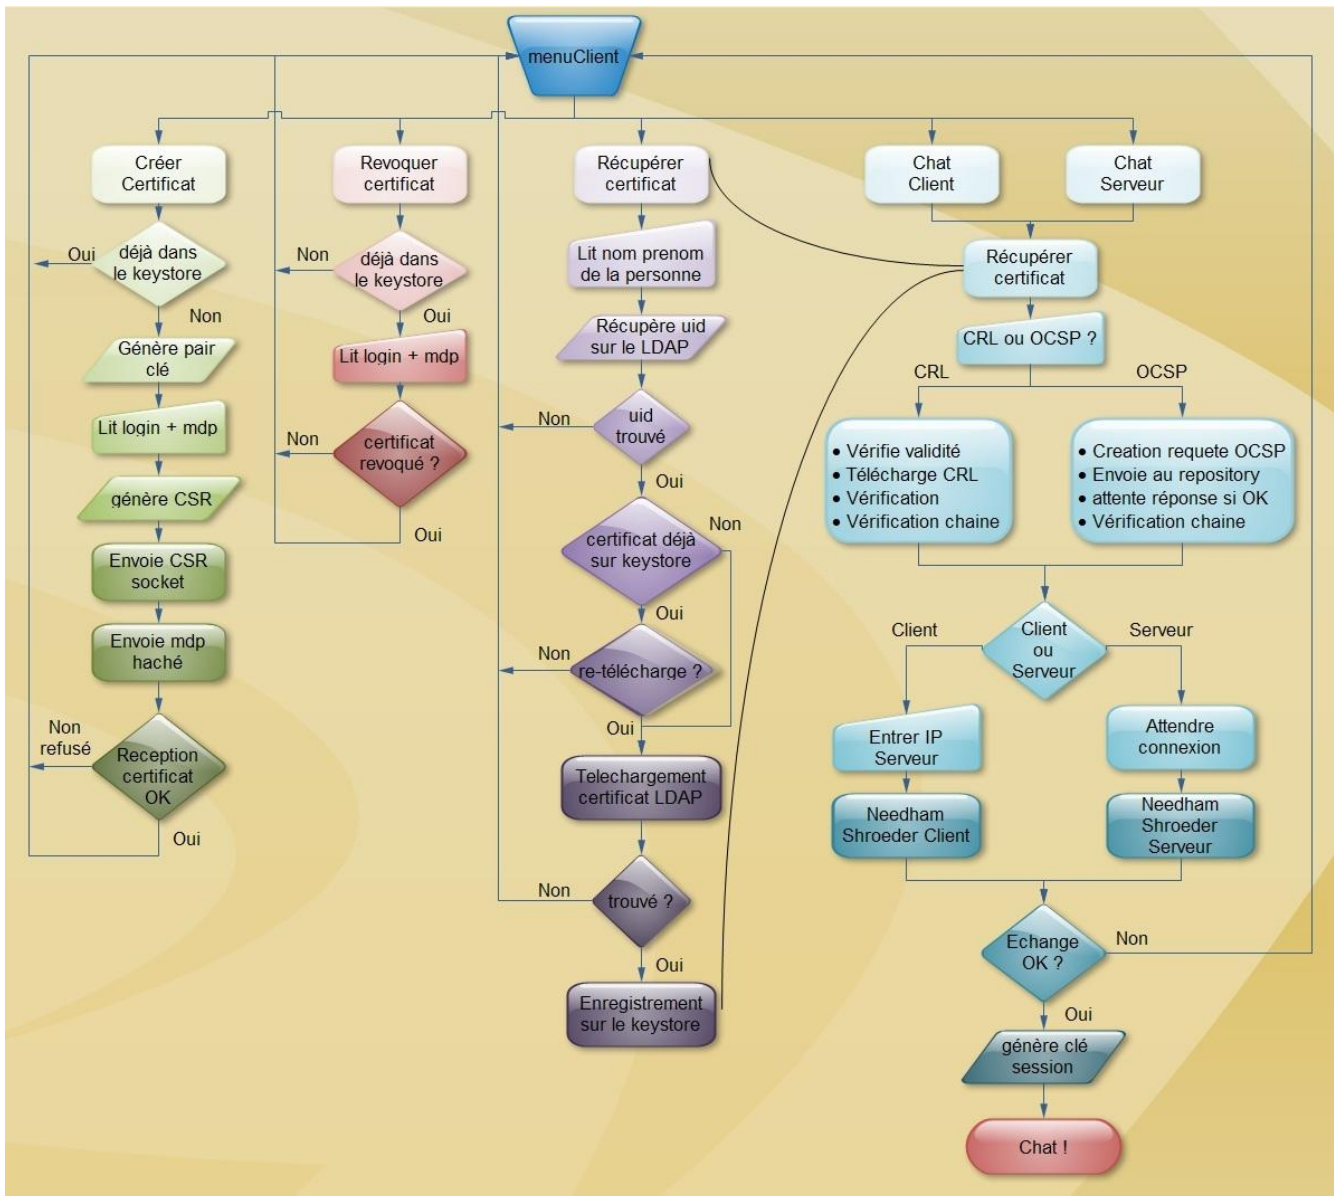 menuClient
Créer
Certificat
déjà dans
le keystore
Oui
Non
Génère pair
clé
Lit login + mdp
génère CSR
Envoie CSR
socket
Envoie mdp
haché
Reception
certificat
OK
Non
refusé
Oui
Revoquer
certificat
déjà dans
le keystore
Non
Oui
Lit login + mdp
certificat
revoqué ?
Non
Oui
Récupérer
certificat
Lit nom prenom
de la personne
Récupère uid
sur le LDAP
uid
trouvé
Non
Oui
certificat déjà
sur keystore
Non
Oui
re-télécharge ?
Non
Oui
Telechargement
certificat LDAP
trouvé ?
Non
Oui
Enregistrement
sur le keystore
Chat
Client
Chat
Serveur
Récupérer
certificat
CRL ou OCSP ?
CRL
OCSP
• Vérifie validité
• Télécharge CRL
• Vérification
• Vérification chaine
• Creation requete OCSP
• Envoie au repository
• attente réponse si OK
• Vérification chaine
Client
ou
Serveur
Client
Serveur
Entrer IP
Serveur
Needham
Shroeder Client
Attendre
connexion
Needham
Shroeder
Serveur
Echange
OK ?
Non
Oui
génère clé
session
Chat !